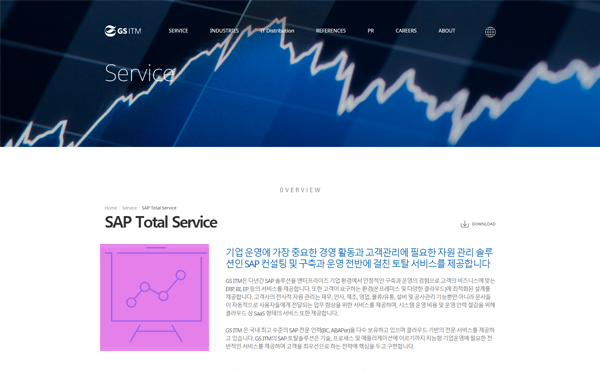 GS ITM
SERVICE
INDUSTRIES
IT Distribution
REFERENCES
PR
CAREERS
ABOUT
Service
OVERVIEW
Home > Service > SAP Total Service
SAP Total Service
DOWNLOAD
기업 운영에 가장 중요한 경영 활동과 고객관리에 필요한 자원 관리 솔루
션인 SAP 컨설팅 및 구축과 운영 전반에 걸친 토탈 서비스를 제공합니다
GS ITM은 다년간 SAP 솔루션을 엔터프라이즈 기업 환경에서 안정적인 구축과 운영의 경험으로 고객의 비즈니스에 맞는
ERP, BI, EP 등의 서비스를 제공합니다. 또한 고객이 요구하는 환경(온프레미스 및 다양한 클라우드)에 최적화된 설계를
제공합니다. 고객사의 전사적 자원 관리는 재무, 인사, 제조, 영업, 물류/유통, 설비 및 공사관리 기능뿐만 아니라 문서들
이 자동적으로 사용자들에게 전달되는 업무 향상을 위한 서비스를 제공하며, 시스템 운영 비용 및 운영 인력 절감을 위해
클라우드 상 SaaS 형태의 서비스 또한 제공합니다.
GS ITM 은 국내 최고 수준의 SAP 전문 인력(BC, ABAPer)을 다수 보유하고 있으며 클라우드 기반의 전문 서비스를 제공하
고 있습니다. GS ITM의 SAP 토탈솔루션은 기술, 프로세스 및 애플리케이션에 이르기까지 지능형 기업운영에 필요한 전
반적인 서비스를 제공하며 고객을 최우선으로 하는 전략에 핵심을 두고 구현합니다.